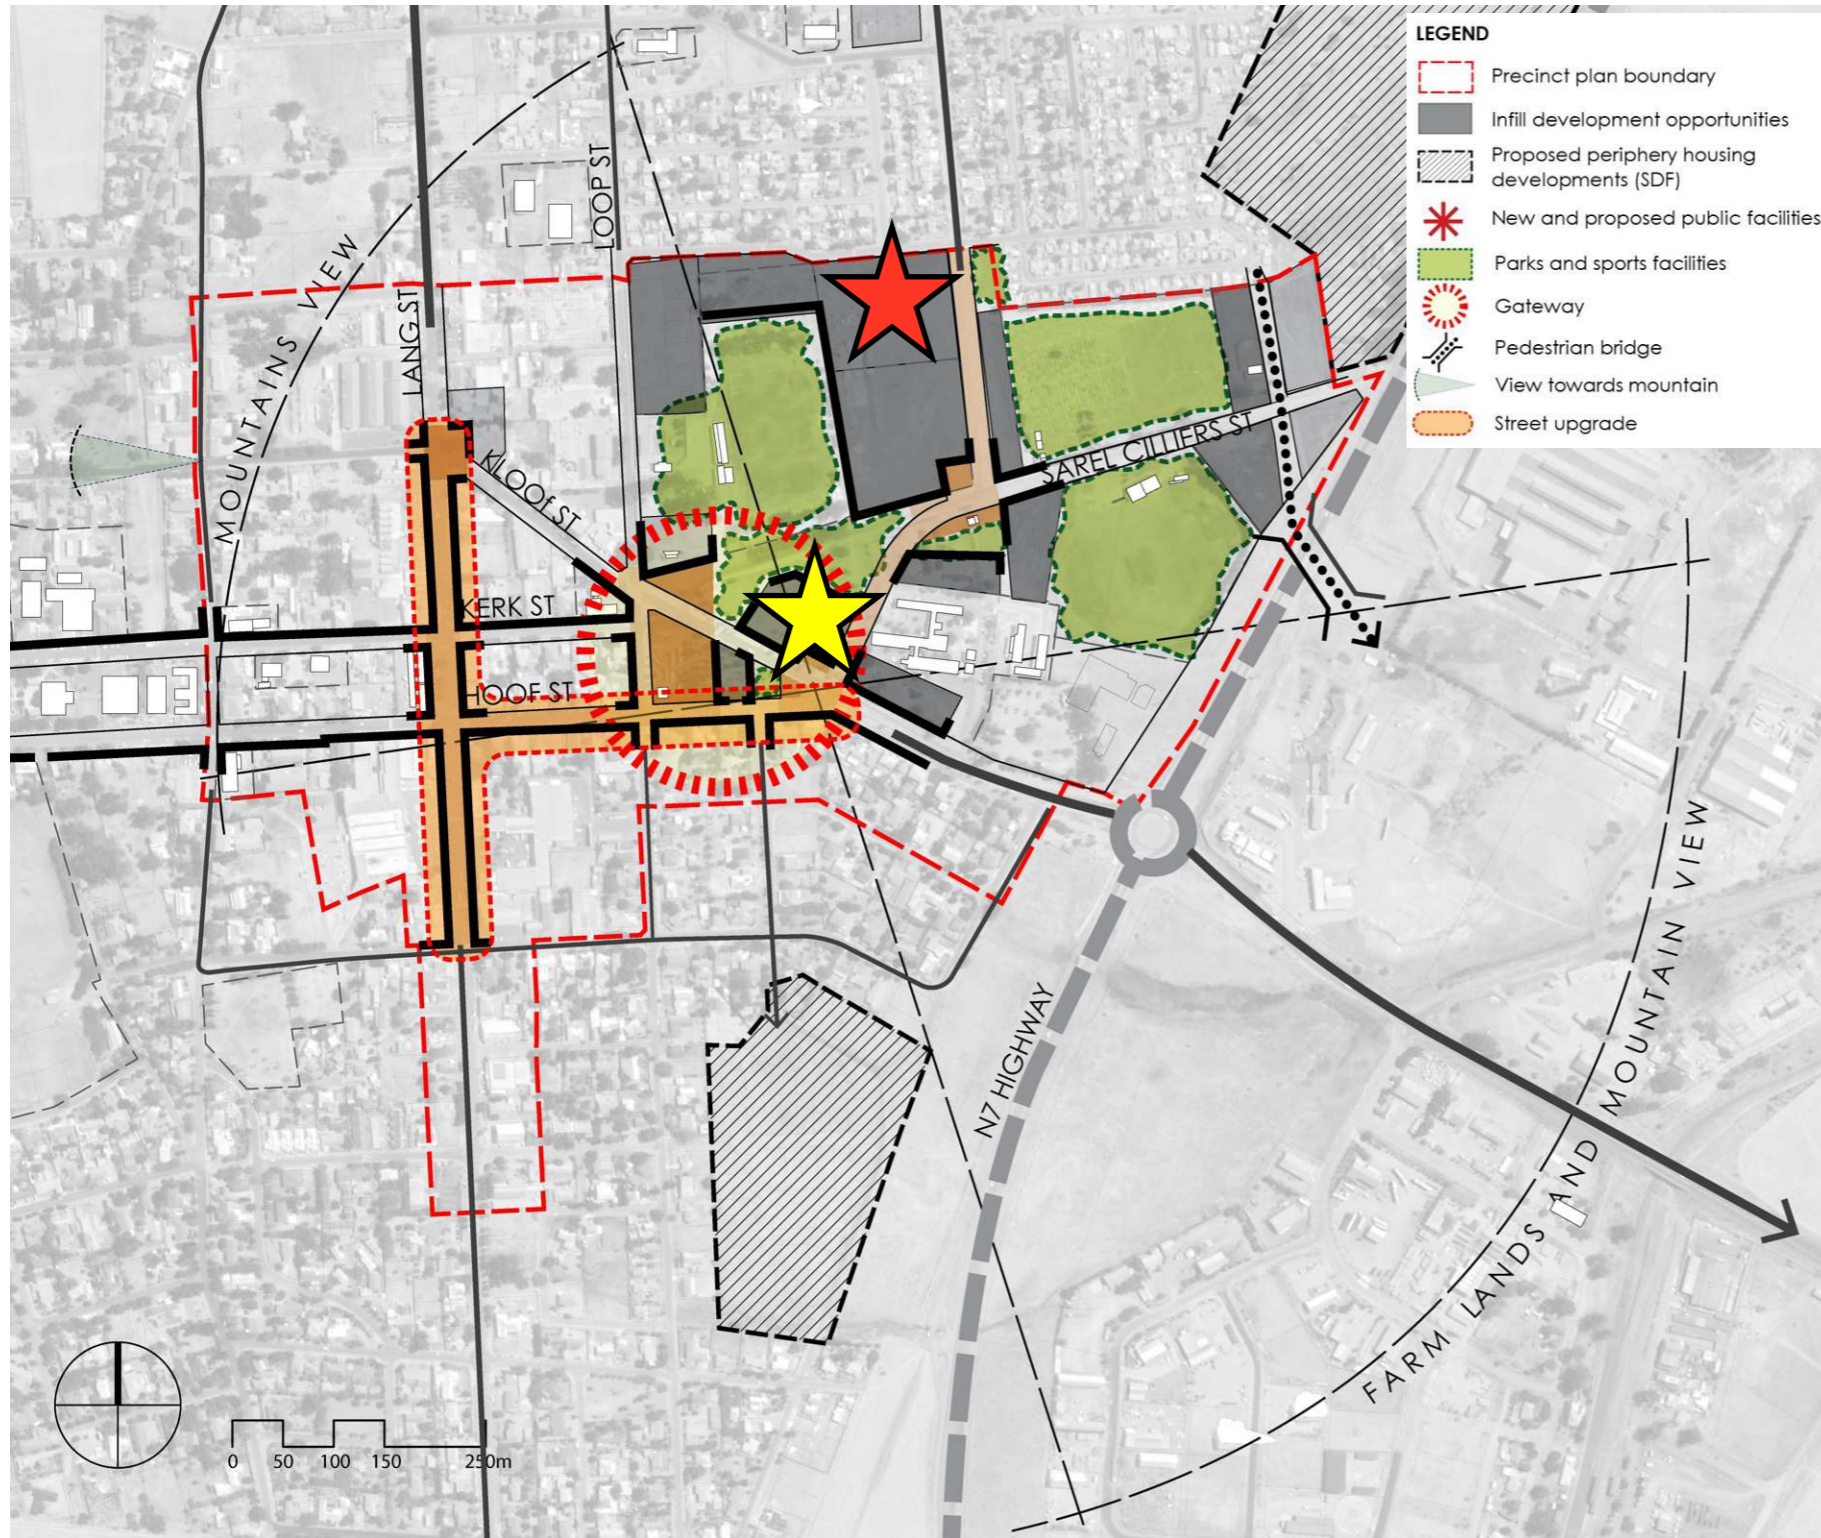 LEGEND
Precinct plan boundary
Infill development opportunities
Proposed periphery housing
developments (SDF)
New and proposed public facilities
Parks and sports facilities
Gateway
Pedestrian bridge
View towards mountain
Street upgrade
LOOP ST
MOUNTAINS VIEW
LANG ST
KLOOf ST
SAREL CILLIERS ST
KERK ST
HOOF ST
N7 HIGHWAY
FARM LANDS AND MOUNTAIN VIEW
0 50 100 150 250m